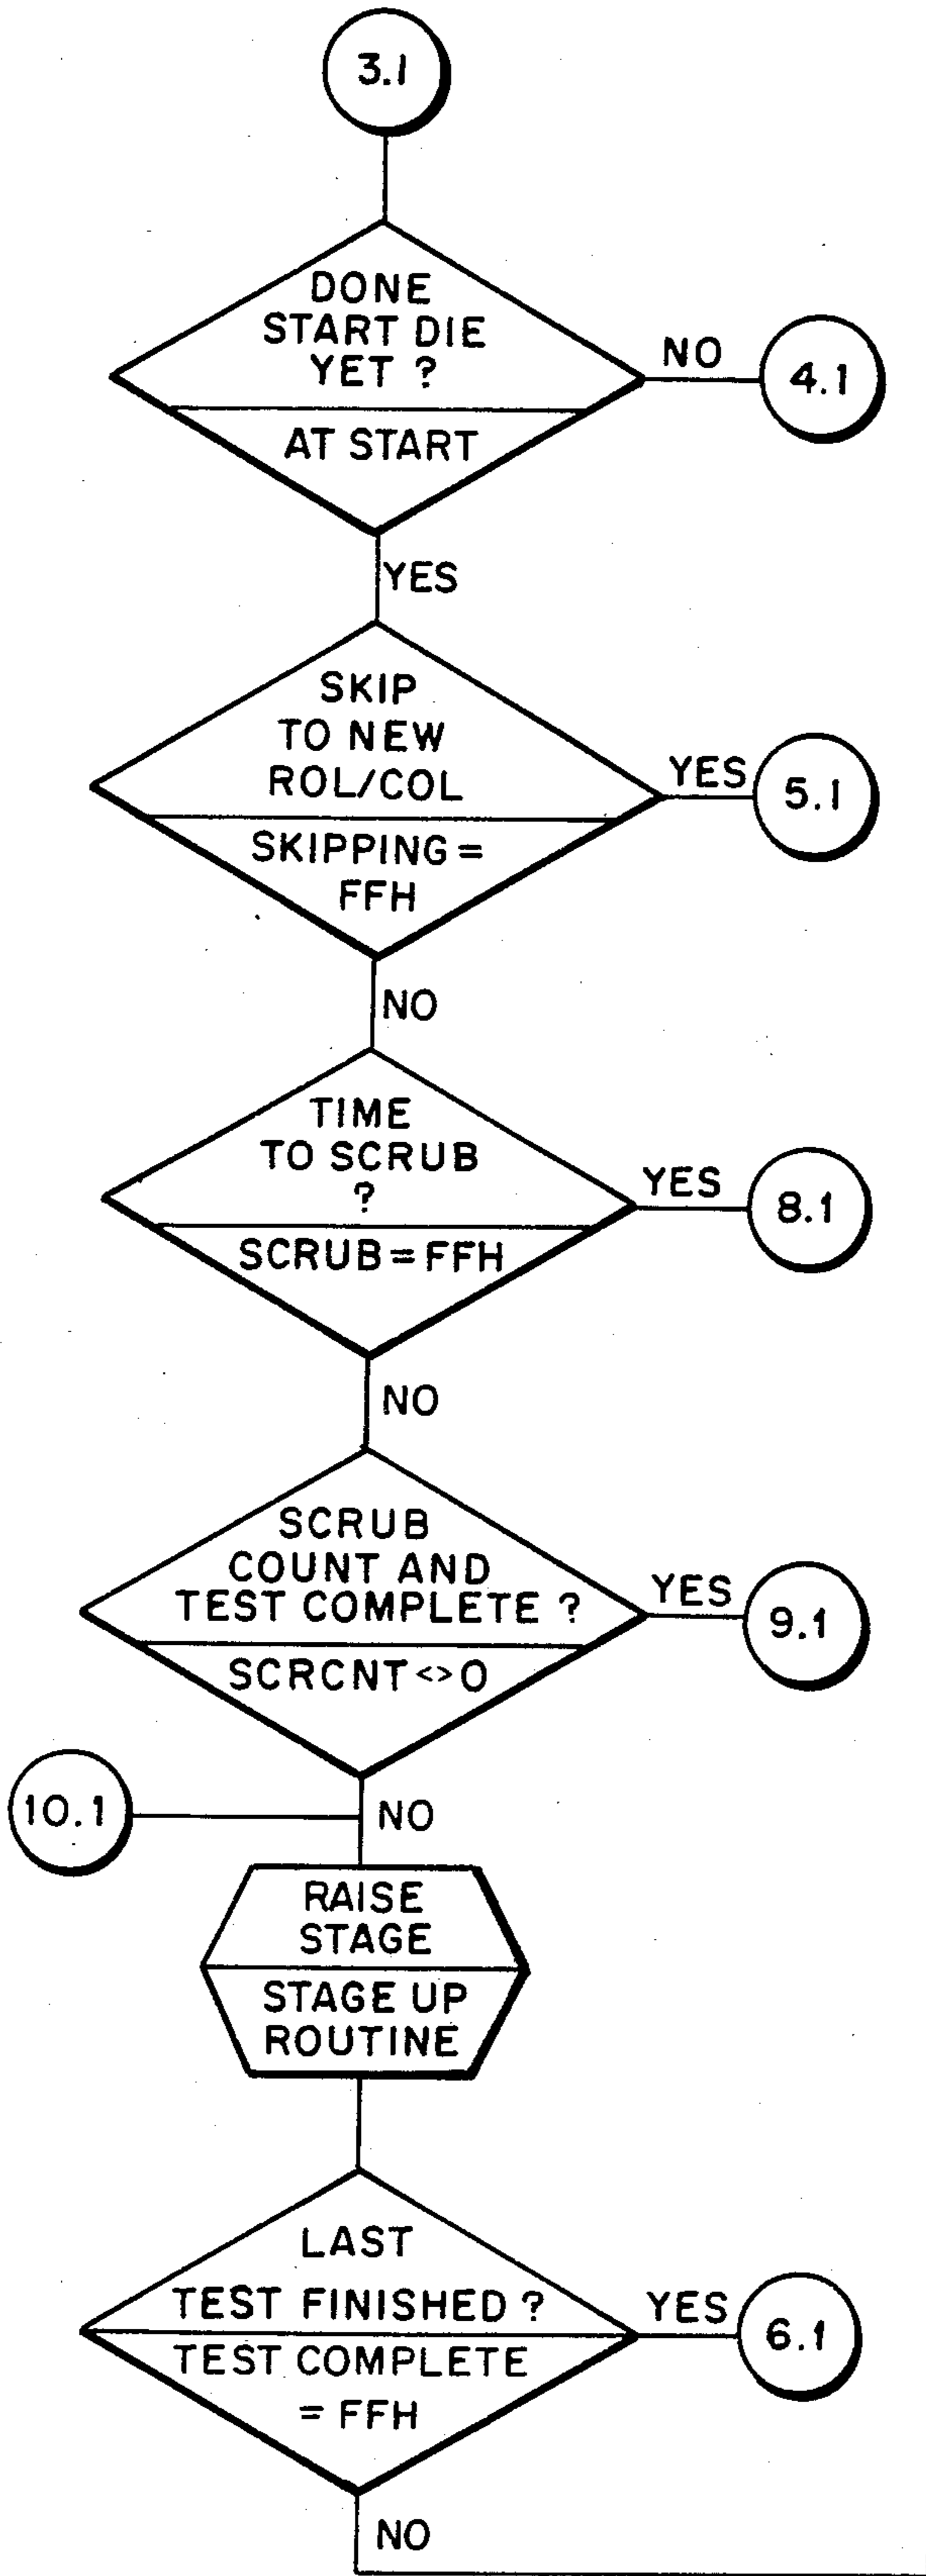 3.1
DONE
START DIE
YET ?
AT START
NO
4.1
YES
SKIP
TO NEW
ROL/COL
SKIPPING =
FFH
YES
5.1
NO
TIME
TO SCRUB
?
SCRUB = FFH
YES
8.1
NO
SCRUB
COUNT AND
TEST COMPLETE ?
SCRCNT <> 0
YES
9.1
10.1
NO
RAISE
STAGE
STAGE UP
ROUTINE
LAST
TEST FINISHED ?
TEST COMPLETE
= FFH
YES
6.1
NO